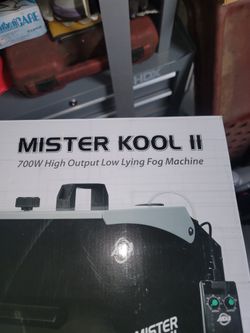 MISTER KOOL II
700W High Output Low Lying Fog Machine
MISTER